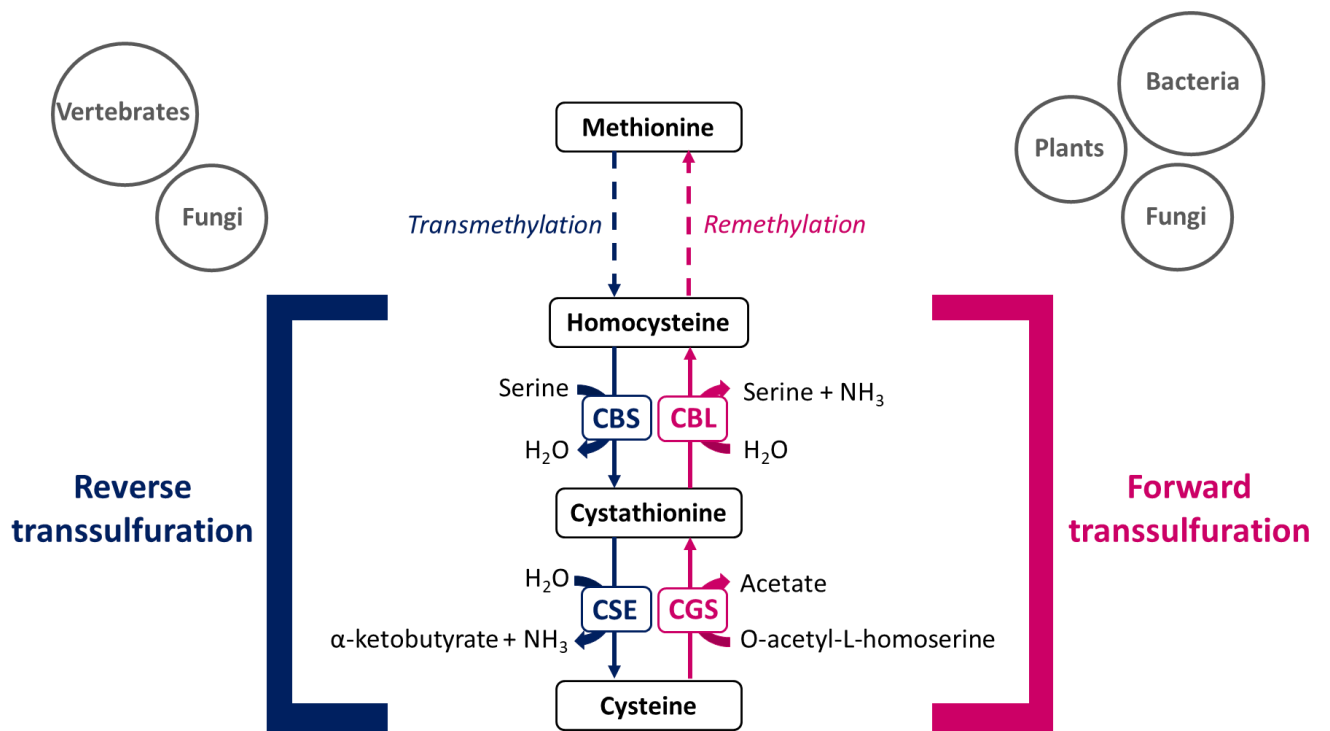 Vertebrates
Fungi
Bacteria
Plants
Fungi
Methionine
Transmethylation
Remethylation
Homocysteine
Serine
CBS
H₂O
CBL
Serine + NH₃
H₂O
Reverse
transsulfuration
Forward
transsulfuration
Cystathionine
H₂O
CSE
α-ketobutyrate + NH₃
CGS
Acetate
O-acetyl-L-homoserine
Cysteine